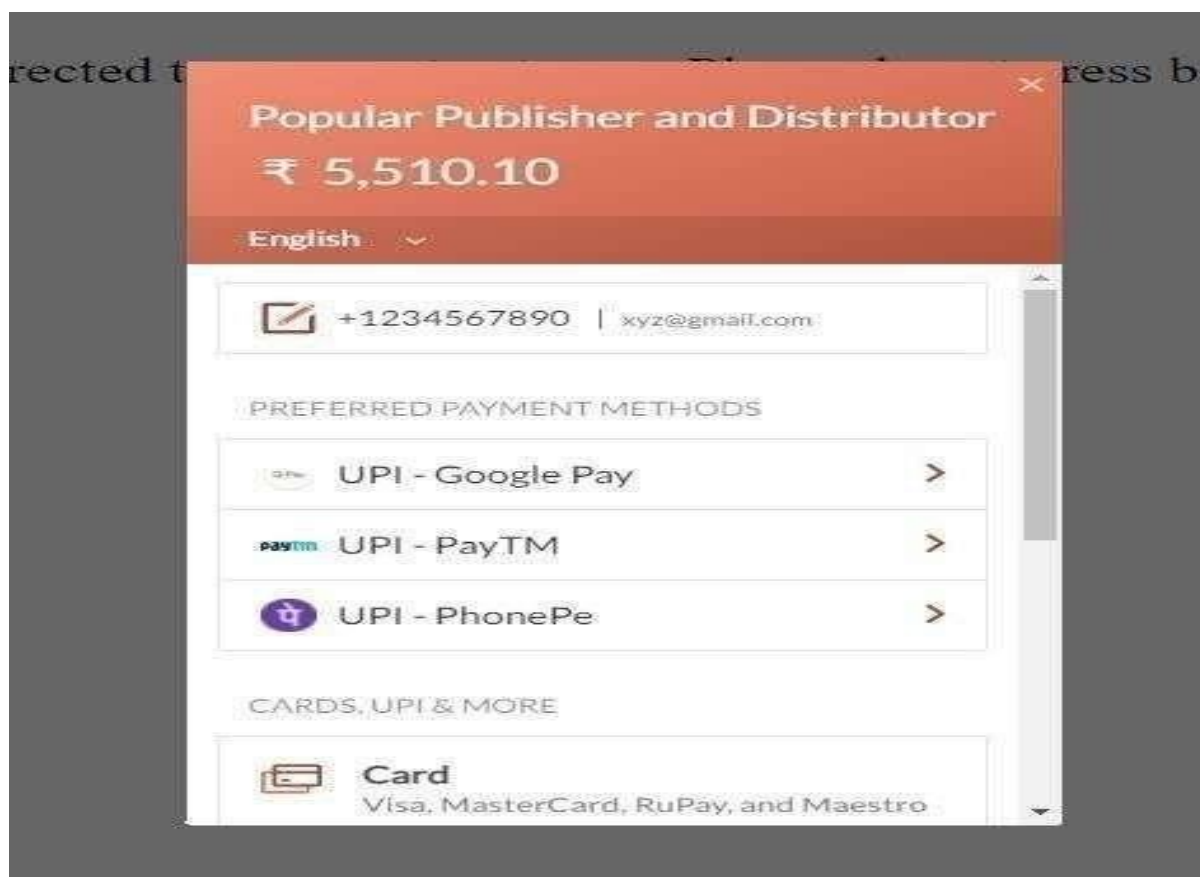 rected t ress b
Popular Publisher and Distributor
₹ 5,510.10
English
+1234567890 | xyz@gmail.com
PREFERRED PAYMENT METHODS
UPI - Google Pay
paytm UPI - PayTM
पे UPI - PhonePe
CARDS, UPI & MORE
Card
Visa, MasterCard, RuPay, and Maestro